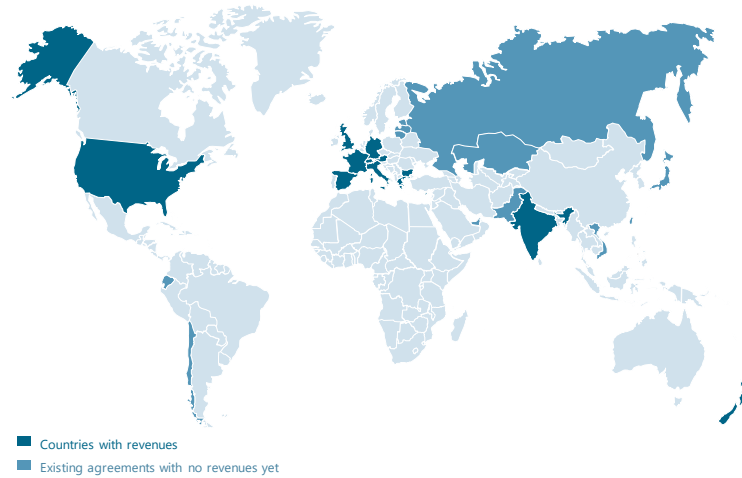 Countries with revenues
Existing agreements with no revenues yet